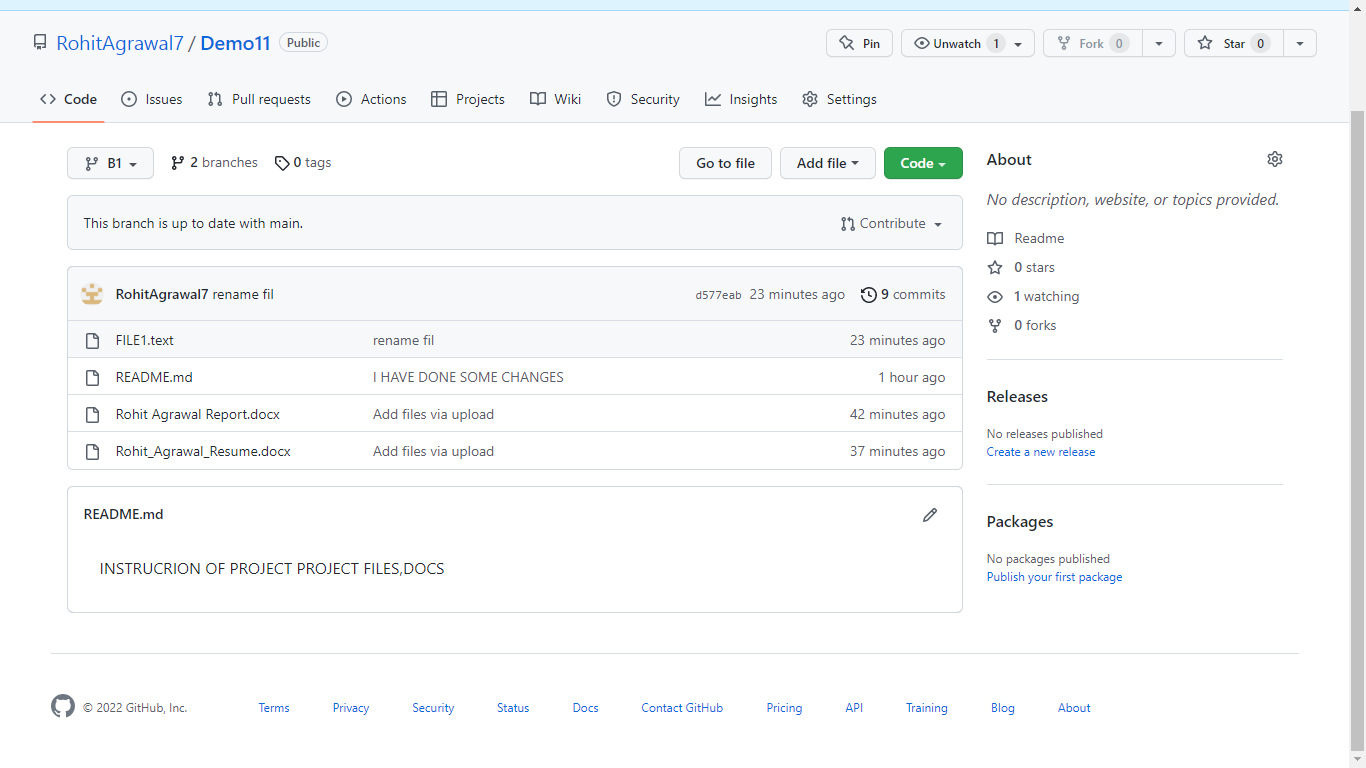 RohitAgrawal7 / Demo11 Public
Pin
Unwatch 1
Fork 0
Star 0
Code
Issues
Pull requests
Actions
Projects
Wiki
Security
Insights
Settings
B1
2 branches
0 tags
Go to file
Add file
Code
This branch is up to date with main.
Contribute
RohitAgrawal7 rename fil
d577eab 23 minutes ago
9 commits
FILE1.text rename fil 23 minutes ago
README.md I HAVE DONE SOME CHANGES 1 hour ago
Rohit Agrawal Report.docx Add files via upload 42 minutes ago
Rohit_Agrawal_Resume.docx Add files via upload 37 minutes ago
README.md
INSTRUCRION OF PROJECT PROJECT FILES,DOCS
About
No description, website, or topics provided.
Readme
0 stars
1 watching
0 forks
Releases
No releases published
Create a new release
Packages
No packages published
Publish your first package
© 2022 GitHub, Inc.
Terms
Privacy
Security
Status
Docs
Contact GitHub
Pricing
API
Training
Blog
About